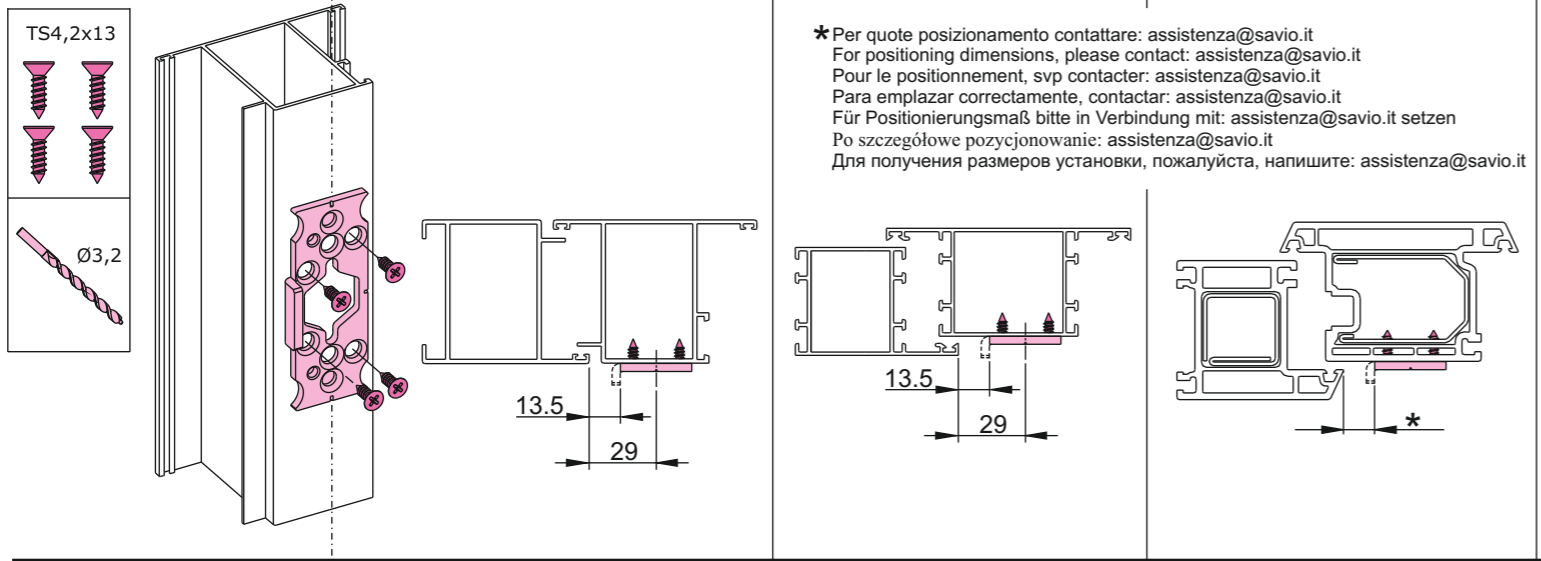 TS4,2x13
Ø3,2
13.5
29
*Per quote posizionamento contattare: assistenza@savio.it
For positioning dimensions, please contact: assistenza@savio.it
Pour le positionnement, svp contacter: assistenza@savio.it
Para emplazar correctamente, contactar: assistenza@savio.it
Für Positionierungsmaß bitte in Verbindung mit: assistenza@savio.it setzen
Po szczegółowe pozycjonowanie: assistenza@savio.it
Для получения размеров установки, пожалуйста, напишите: assistenza@savio.it
13.5
29
*